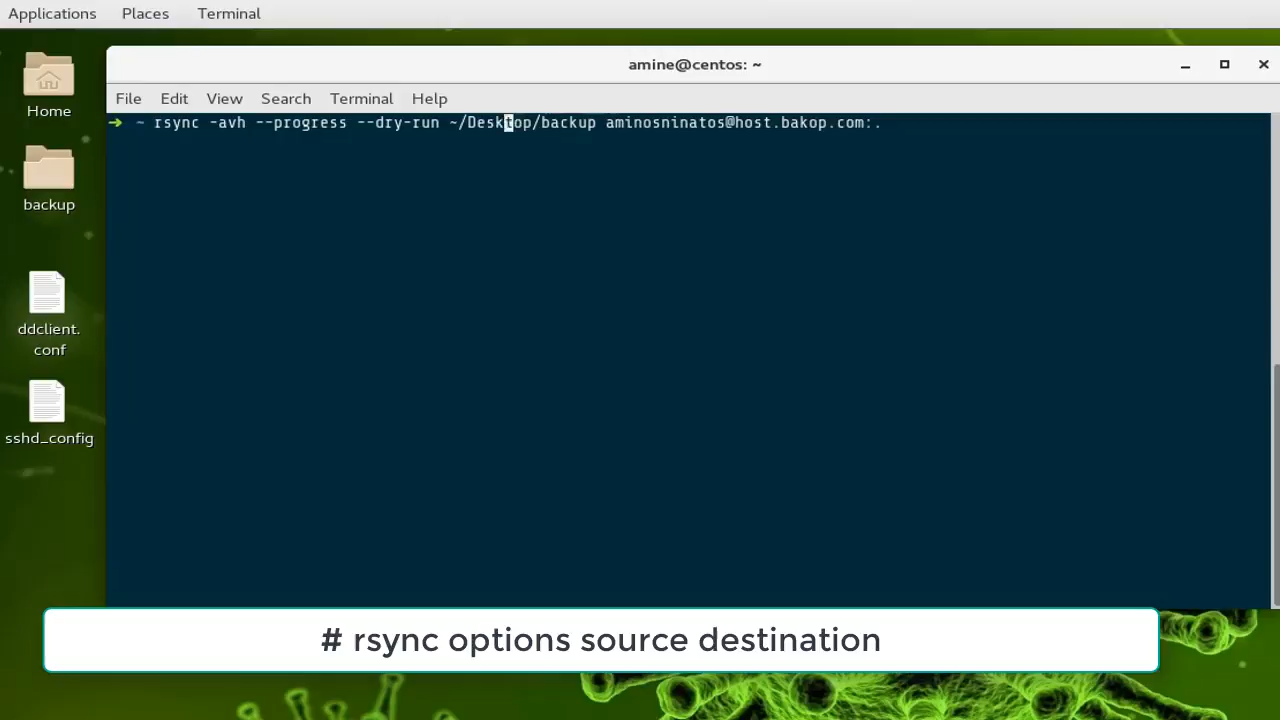 Applications Places Terminal
amine@centos: ~
File Edit View Search Terminal Help
➜ ~ rsync -avh --progress --dry-run ~/Desktop/backup aminosninatos@host.bakop.com:.
Home
backup
ddclient.
conf
sshd_config
# rsync options source destination